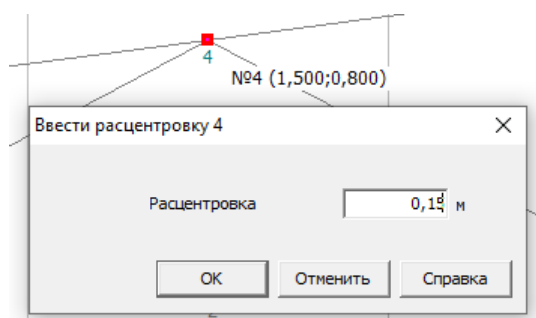 4
№4 (1,500;0,800)
Ввести расцентровку 4
Расцентровка 0,15 м
OK Отменить Справка